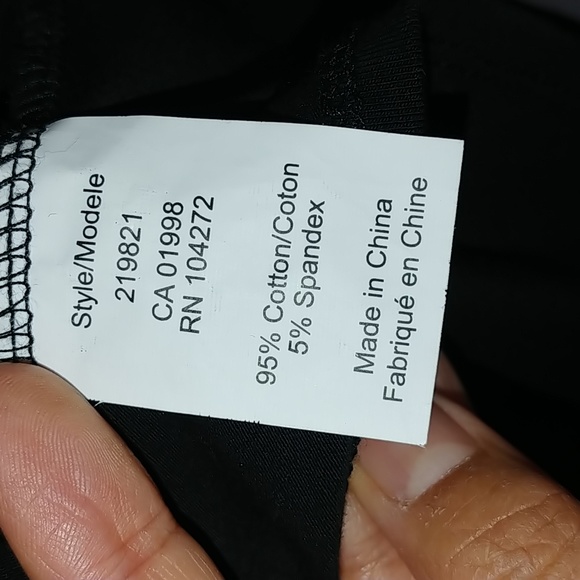 Style/Modele
219821
CA 01998
RN 104272
95% Cotton/Coton
5% Spandex
Made in China
Fabriqué en Chine